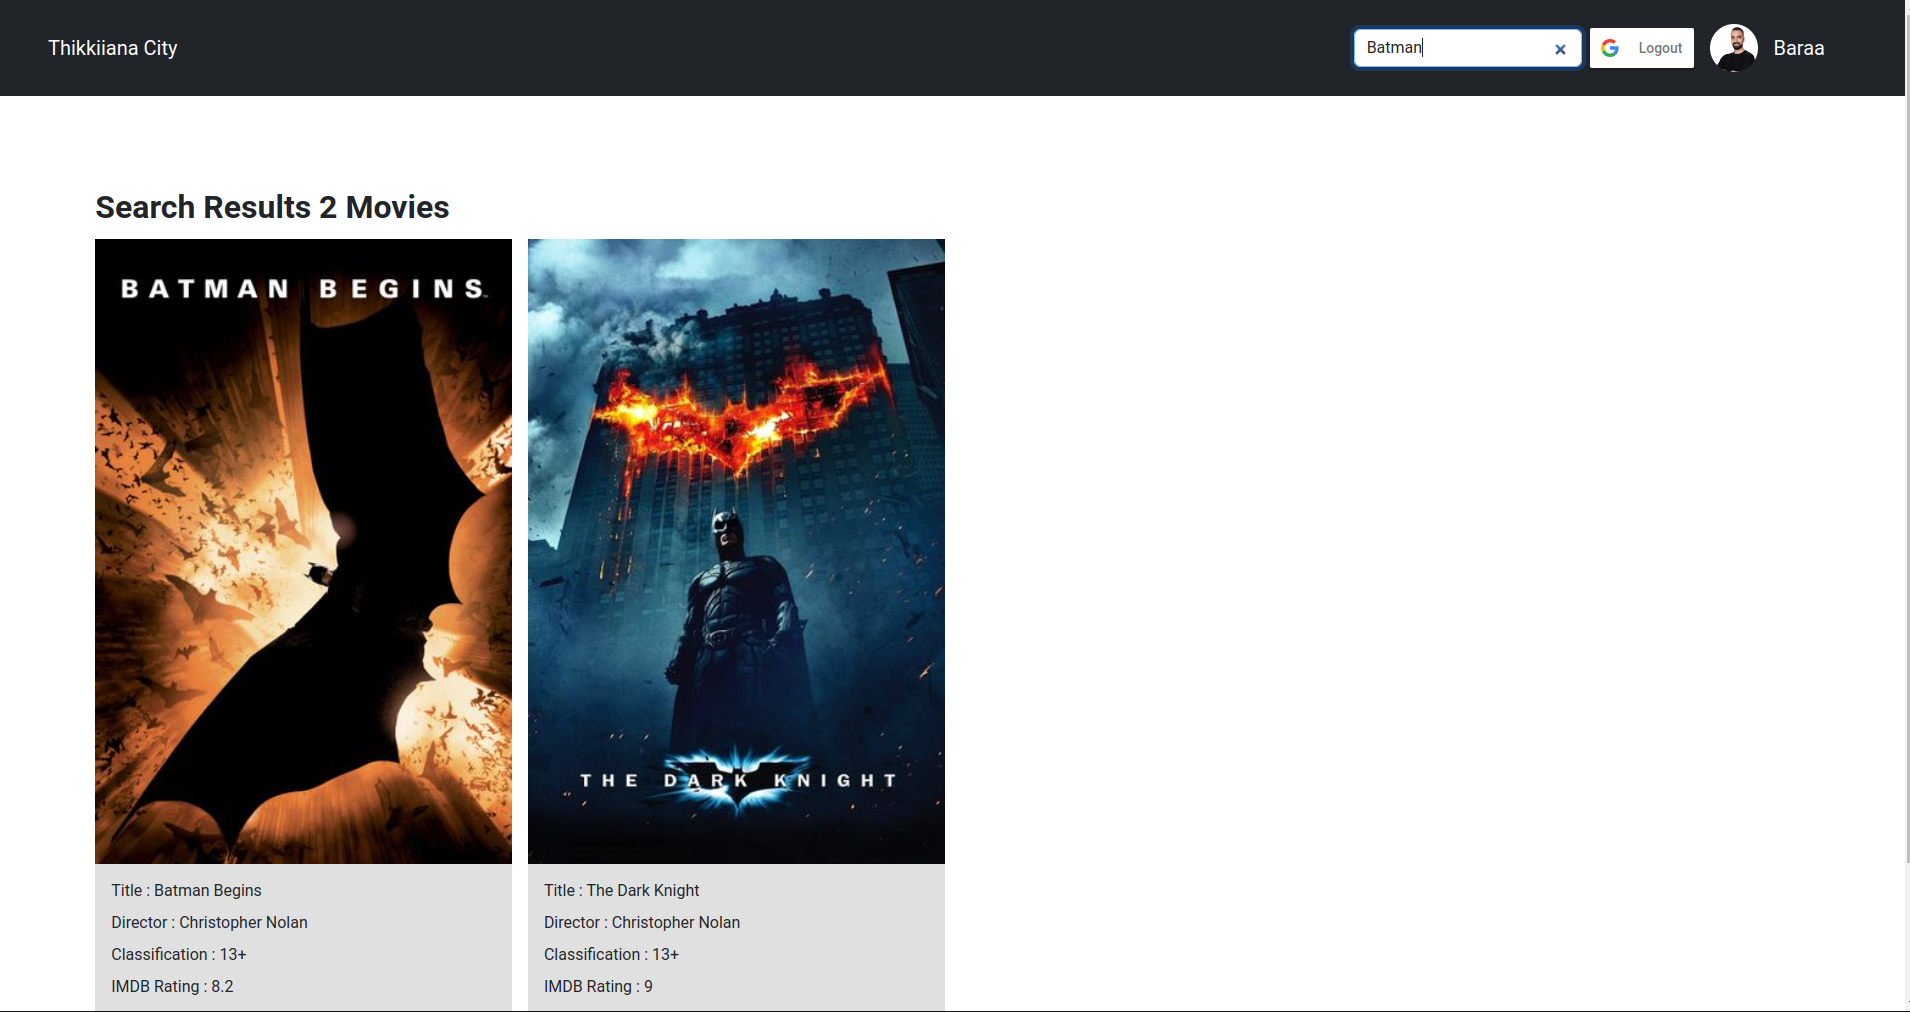 Thikkiiana City
Batman
Logout
Baraa
Search Results 2 Movies
BATMAN BEGINS
THE DARK KNIGHT
Title : Batman Begins
Director : Christopher Nolan
Classification : 13+
IMDB Rating : 8.2
Title : The Dark Knight
Director : Christopher Nolan
Classification : 13+
IMDB Rating : 9